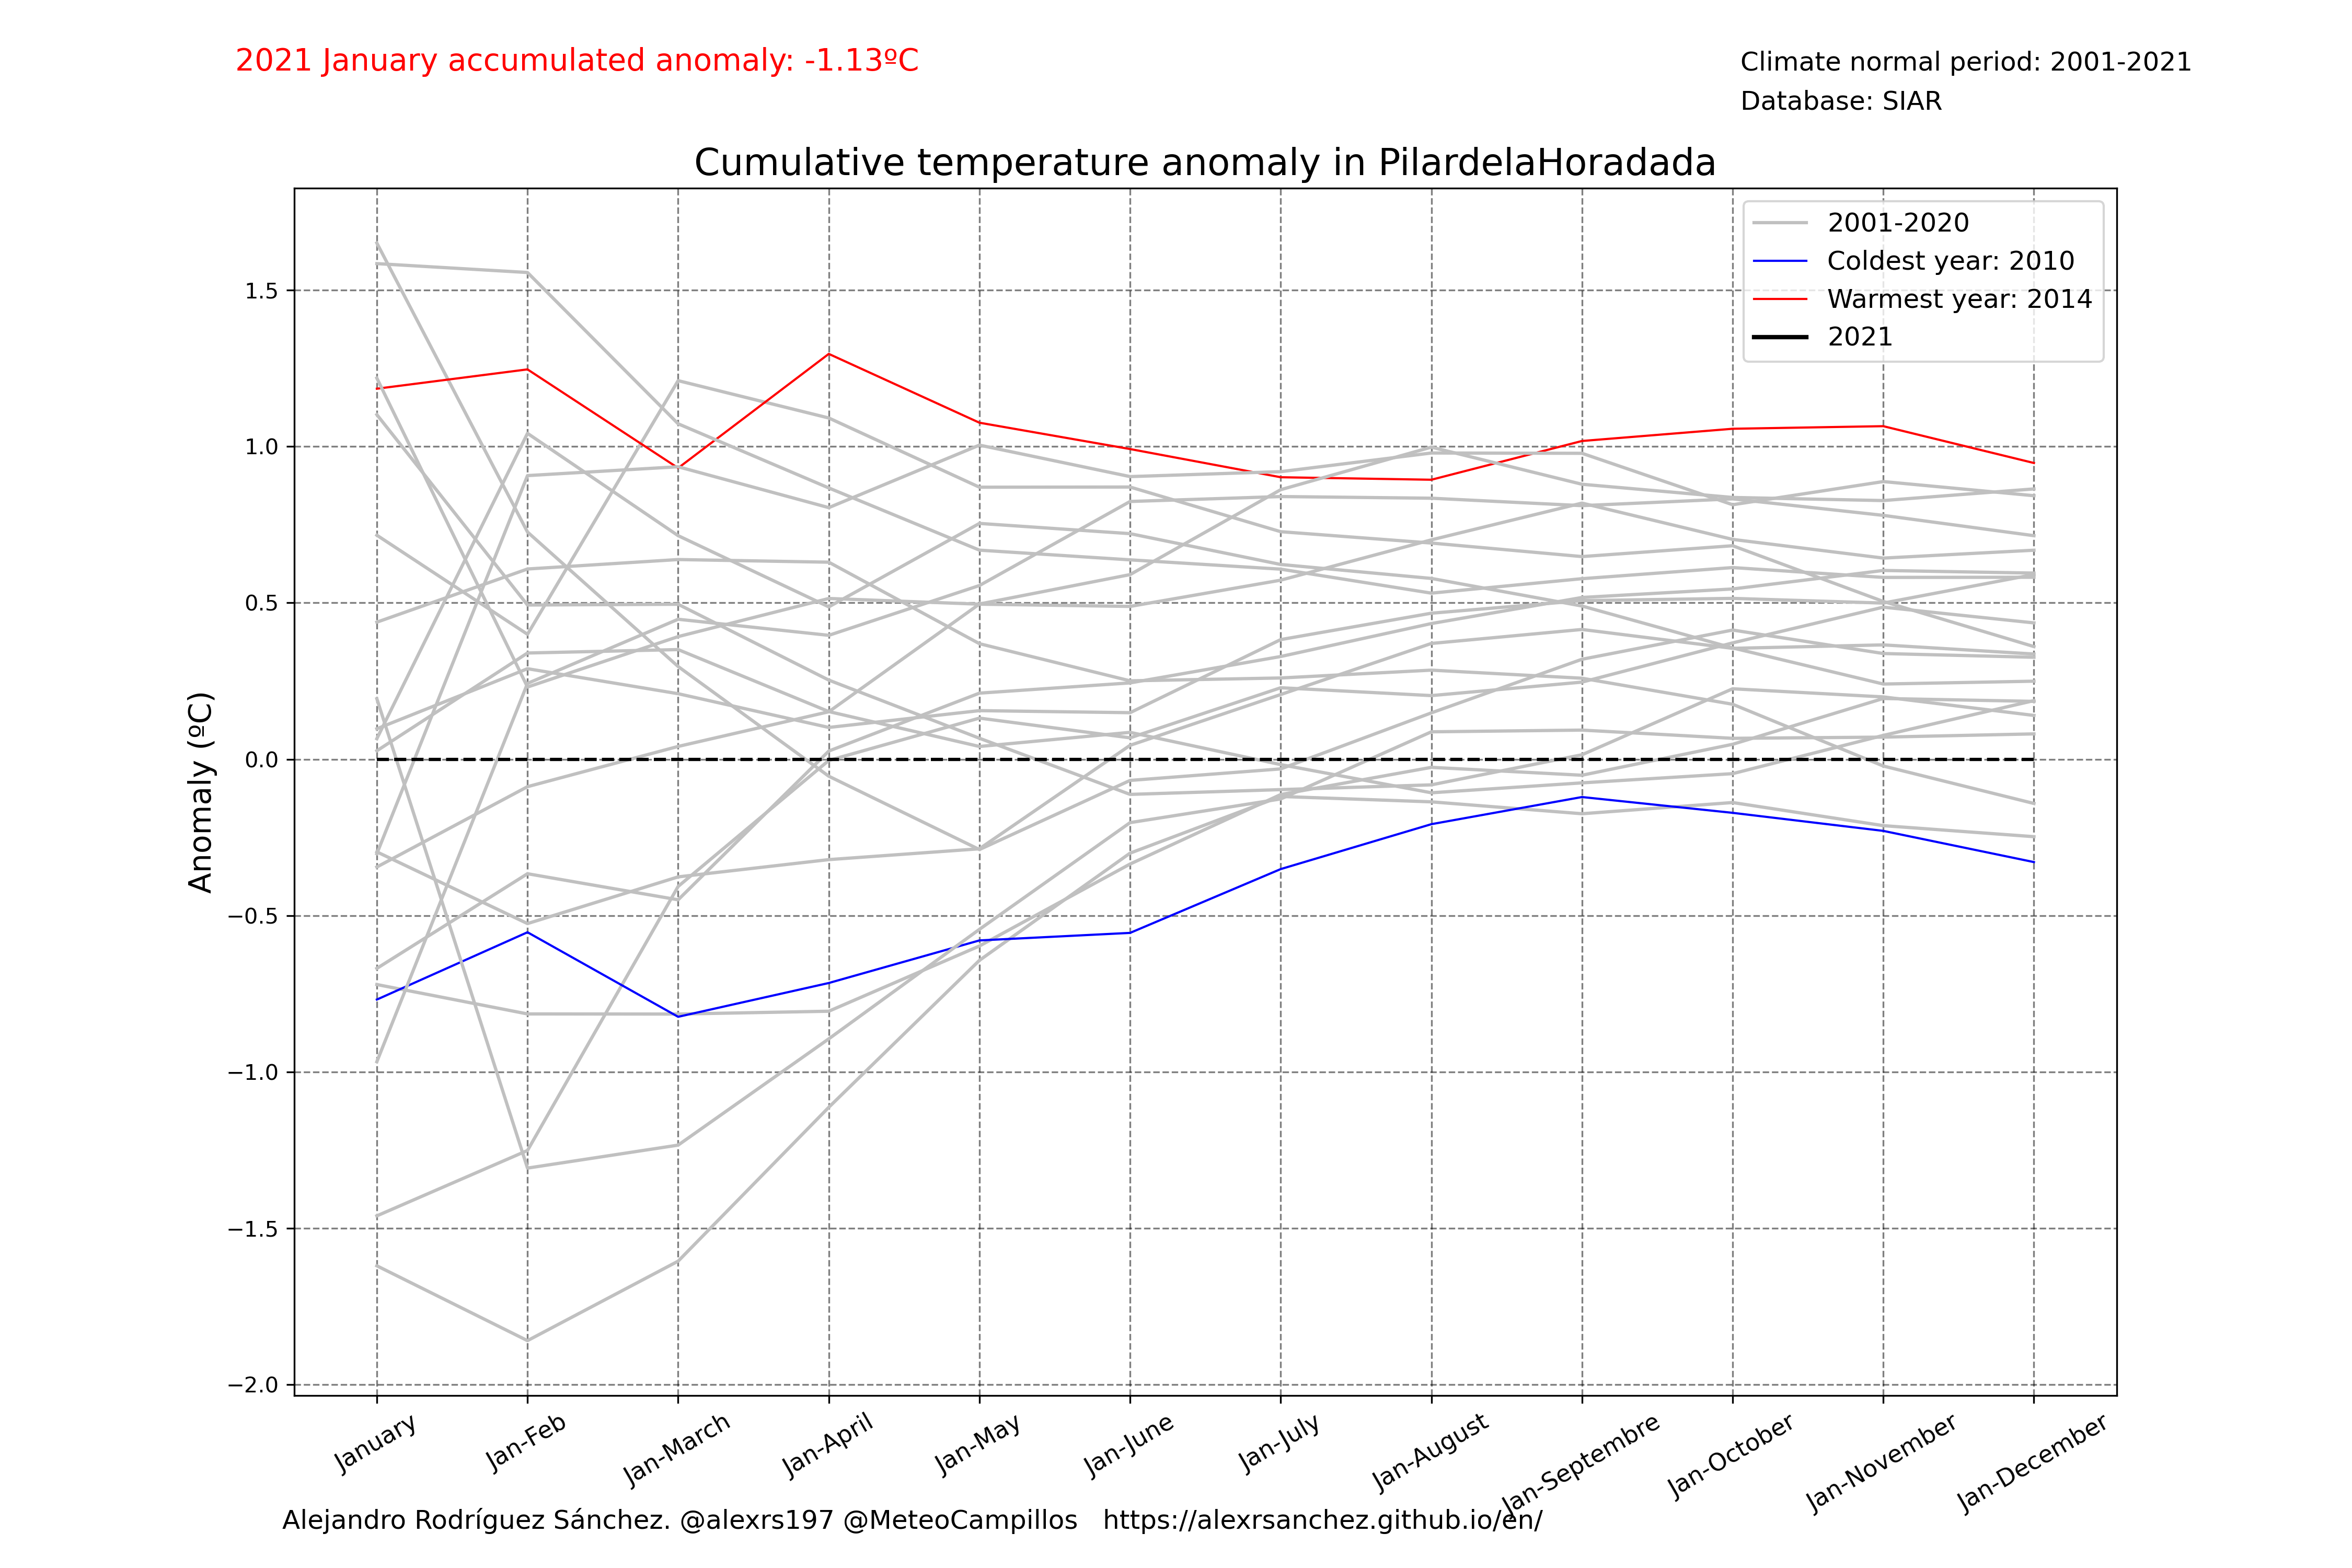 2021 January accumulated anomaly: -1.13ºC
Climate normal period: 2001-2021
Database: SIAR
Cumulative temperature anomaly in PilardelaHoradada
2001-2020
Coldest year: 2010
Warmest year: 2014
2021
Anomaly (ºC)
1.5
1.0
0.5
0.0
−0.5
−1.0
−1.5
−2.0
January
Jan-Feb
Jan-March
Jan-April
Jan-May
Jan-June
Jan-July
Jan-August
Jan-Septembre
Jan-October
Jan-November
Jan-December
Alejandro Rodríguez Sánchez. @alexrs197 @MeteoCampillos   https://alexrsanchez.github.io/en/